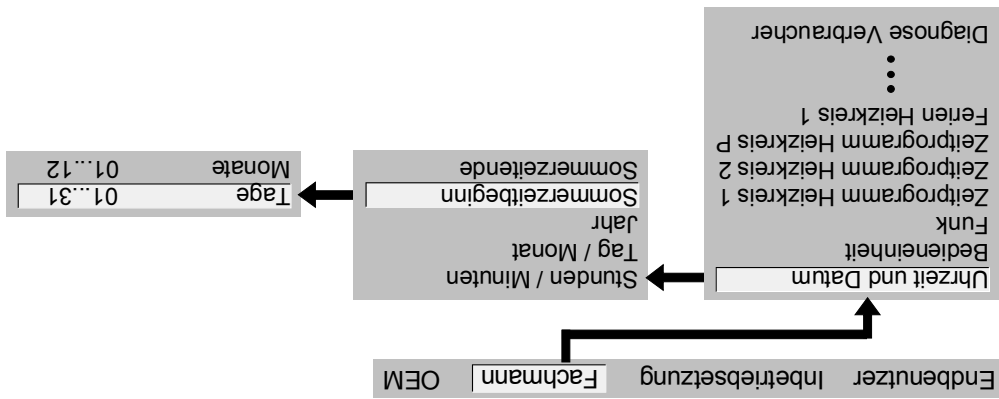 Endbenutzer Inbetriebsetzung Fachmann OEM
Uhrzeit und Datum
Bedieneinheit
Funk
Zeitprogramm Heizkreis 1
Zeitprogramm Heizkreis 2
Zeitprogramm Heizkreis P
Ferien Heizkreis 1
Diagnose Verbraucher
Stunden / Minuten
Tag / Monat
Jahr
Sommerzeitbeginn
Sommerzeitende
Tage 01...31
Monate 01...12